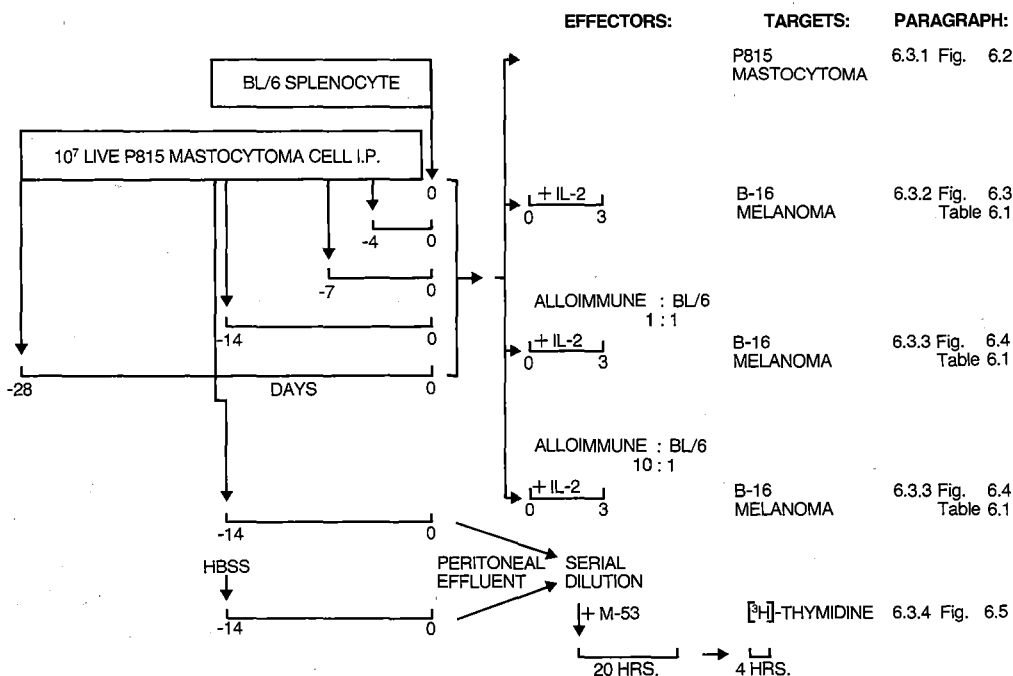 EFFECTORS: TARGETS: PARAGRAPH:
P815 6.3.1 Fig. 6.2
MASTOCYTOMA
BL/6 SPLENOCYTE
10⁷ LIVE P815 MASTOCYTOMA CELL I.P.
0
+ IL-2 B-16 6.3.2 Fig. 6.3
0 3 MELANOMA Table 6.1
-4 0
-7 0
ALLOIMMUNE : BL/6
1 : 1
-14 0
+ IL-2 B-16 6.3.3 Fig. 6.4
0 3 MELANOMA Table 6.1
-28 DAYS 0
ALLOIMMUNE : BL/6
10 : 1
+ IL-2 B-16 6.3.3 Fig. 6.4
0 3 MELANOMA Table 6.1
-14 0
HBSS PERITONEAL SERIAL
EFFLUENT DILUTION
-14 0
+ M-53 [³H]-THYMIDINE 6.3.4 Fig. 6.5
20 HRS. 4 HRS.